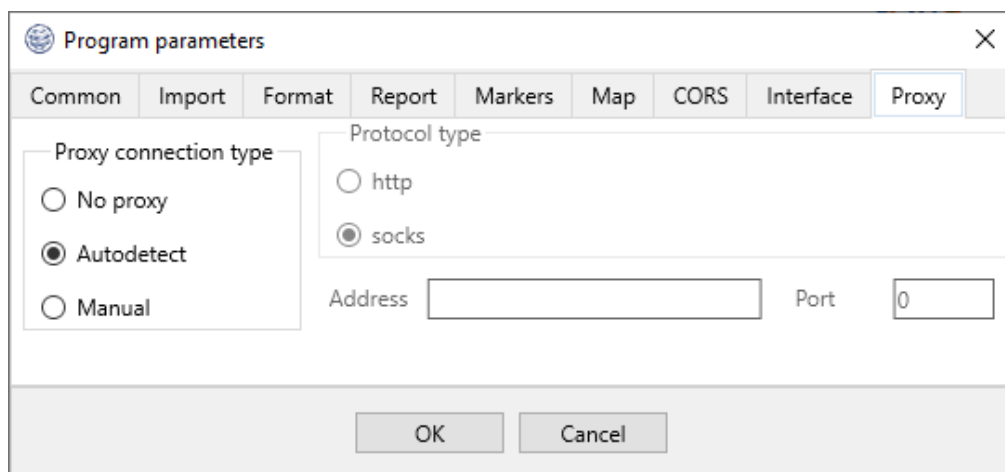 Program parameters
Common Import Format Report Markers Map CORS Interface Proxy
Proxy connection type
No proxy
Autodetect
Manual
Protocol type
http
socks
Address
Port 0
OK Cancel